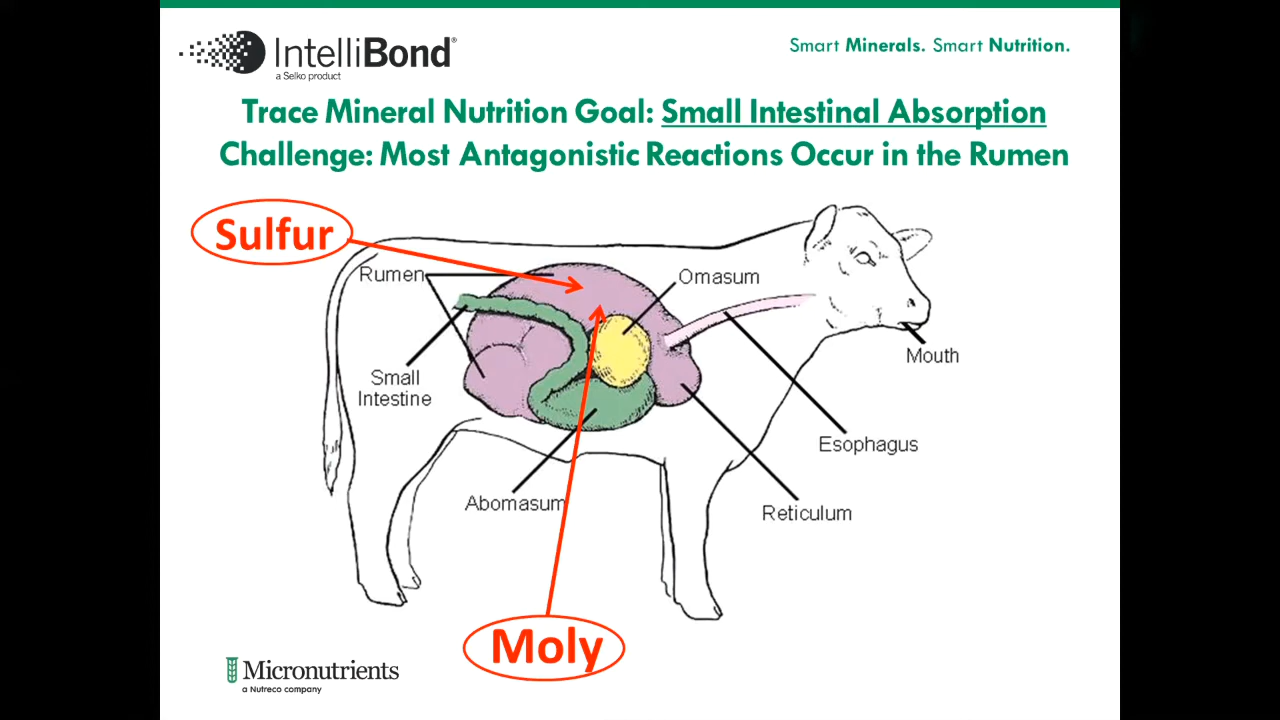 IntelliBond®
a Selko product
Smart Minerals. Smart Nutrition.
Trace Mineral Nutrition Goal: Small Intestinal Absorption
Challenge: Most Antagonistic Reactions Occur in the Rumen
Sulfur
Rumen
Omasum
Mouth
Small
Intestine
Esophagus
Abomasum
Reticulum
Moly
Micronutrients
a Nutreco company